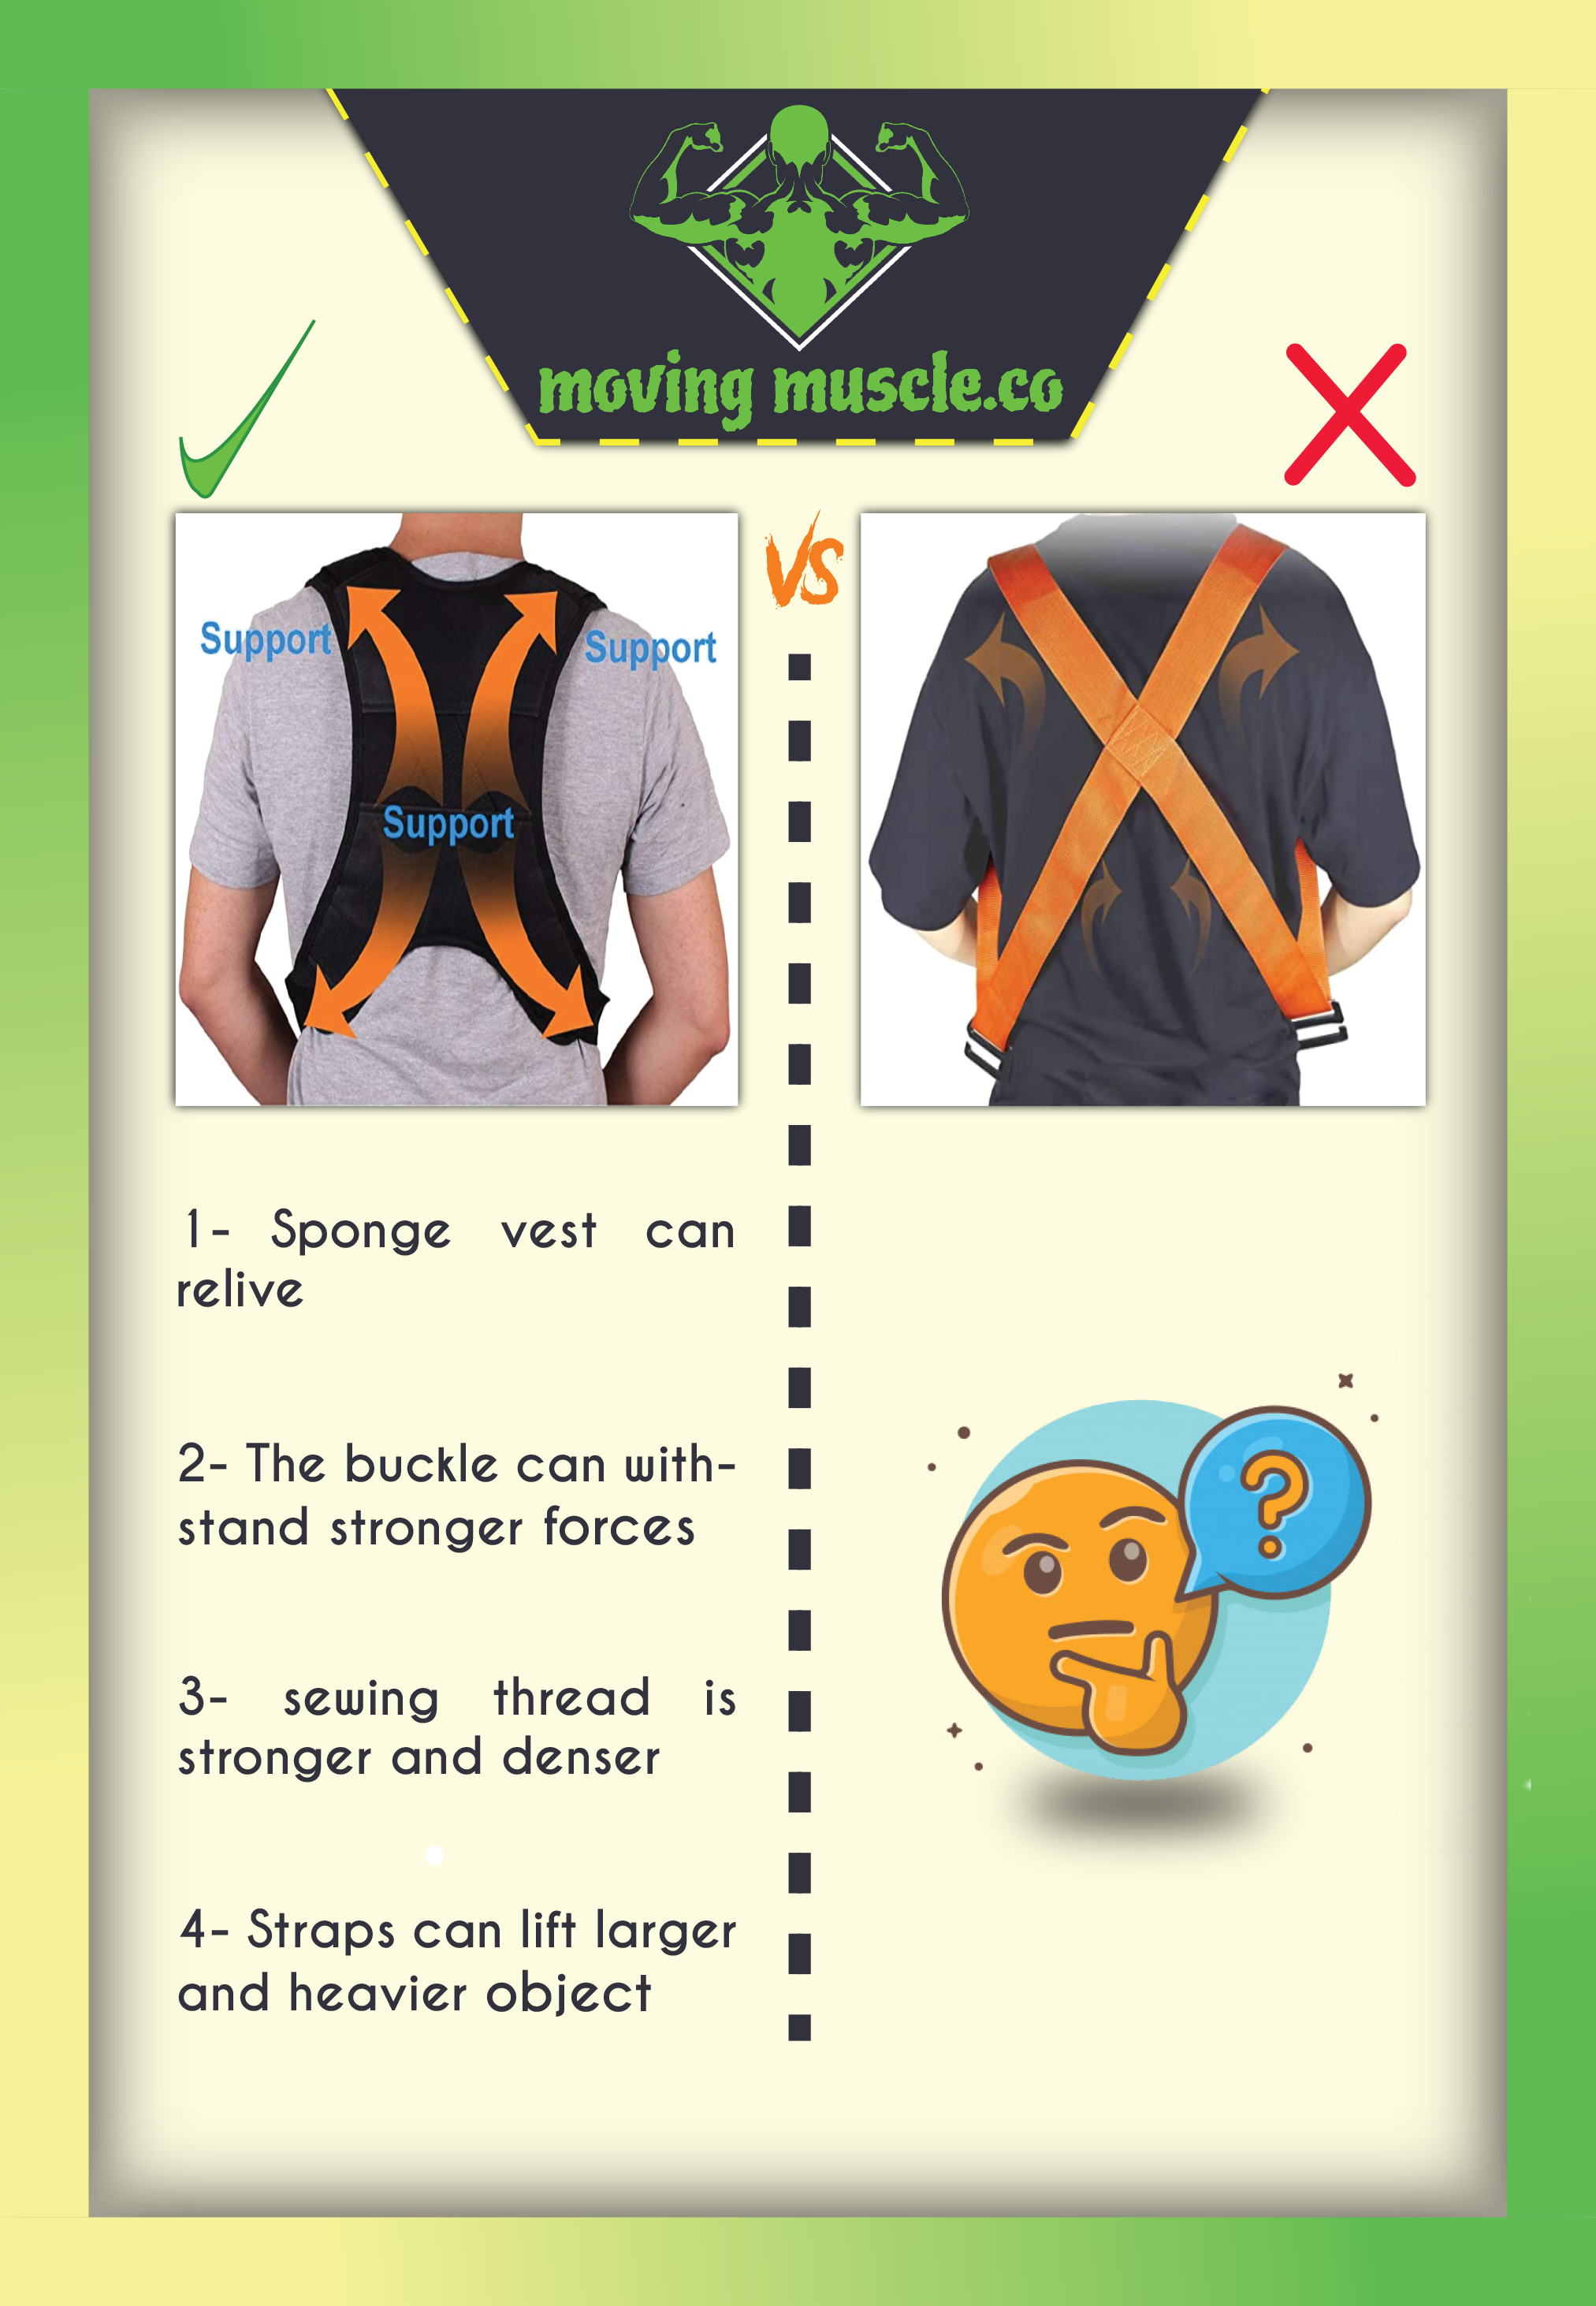 moving muscle.co
VS
Support
Support
Support
1- Sponge vest can
relive
2- The buckle can with-
stand stronger forces
3- sewing thread is
stronger and denser
4- Straps can lift larger
and heavier object
?